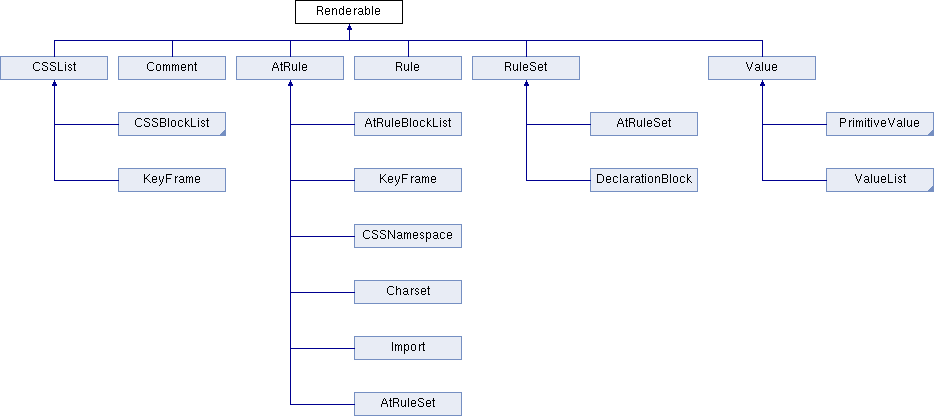 Renderable
CSSList Comment AtRule Rule RuleSet Value
CSSBlockList AtRuleBlockList AtRuleSet PrimitiveValue
KeyFrame KeyFrame DeclarationBlock ValueList
CSSNamespace
Charset
Import
AtRuleSet